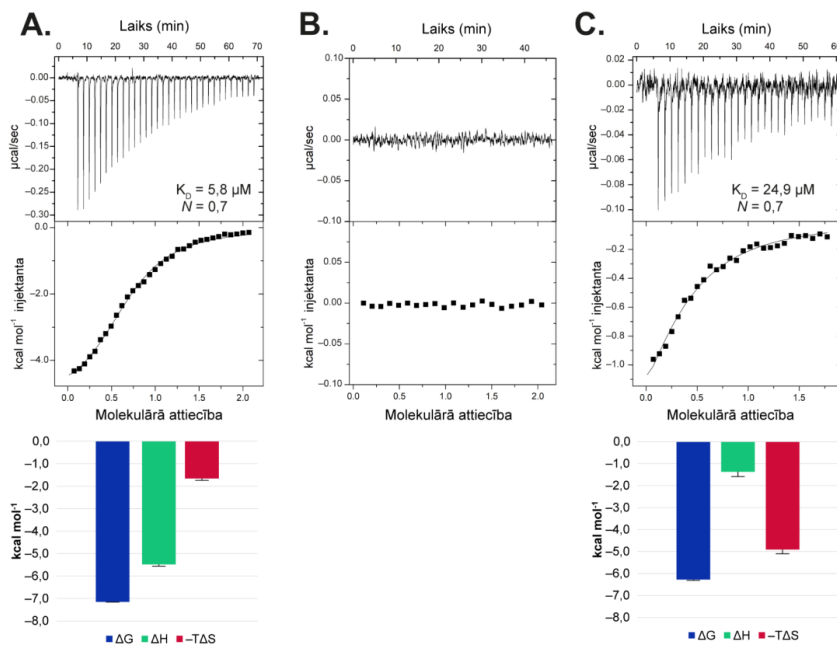 A.
Laiks (min)
0 10 20 30 40 50 60 70
0.00
−0.05
−0.10
−0.15
−0.20
−0.25
−0.30
µcal/sec
K_D = 5,8 µM
N = 0,7
0.0
−2.0
−4.0
kcal mol⁻¹ injektanta
0.0 0.5 1.0 1.5 2.0
Molekulārā attiecība
0,0
−1,0
−2,0
−3,0
−4,0
−5,0
−6,0
−7,0
−8,0
kcal mol⁻¹
ΔG ΔH −TΔS
B.
Laiks (min)
0 10 20 30 40
0.10
0.05
0.00
−0.05
−0.10
µcal/sec
0.05
0.00
−0.05
−0.10
kcal mol⁻¹ injektanta
0.0 0.5 1.0 1.5 2.0
Molekulārā attiecība
C.
Laiks (min)
0 10 20 30 40 50 60
0.02
0.00
−0.02
−0.04
−0.06
−0.08
−0.10
µcal/sec
K_D = 24,9 µM
N = 0,7
−0.2
−0.4
−0.6
−0.8
−1.0
kcal mol⁻¹ injektanta
0.0 0.5 1.0 1.5
Molekulārā attiecība
0,0
−1,0
−2,0
−3,0
−4,0
−5,0
−6,0
−7,0
−8,0
kcal mol⁻¹
ΔG ΔH −TΔS